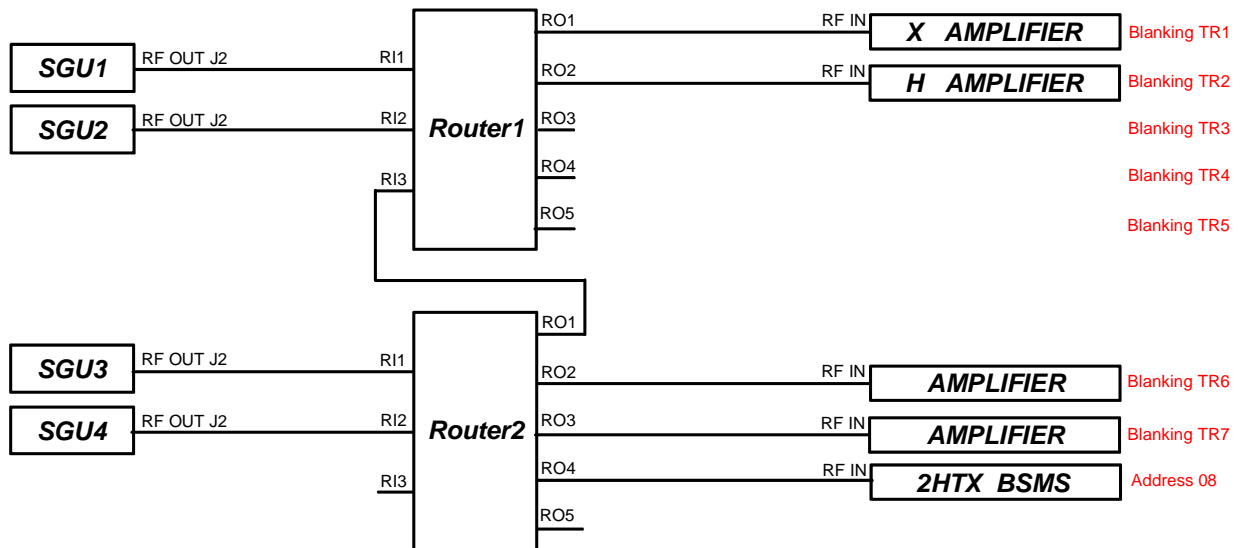 RO1
RF IN
X AMPLIFIER
Blanking TR1
SGU1
RF OUT J2
RI1
RO2
RF IN
H AMPLIFIER
Blanking TR2
SGU2
RF OUT J2
RI2
Router1
RO3
Blanking TR3
RI3
RO4
Blanking TR4
RO5
Blanking TR5
RO1
SGU3
RF OUT J2
RI1
RO2
RF IN
AMPLIFIER
Blanking TR6
SGU4
RF OUT J2
RI2
Router2
RO3
RF IN
AMPLIFIER
Blanking TR7
RI3
RO4
RF IN
2HTX BSMS
Address 08
RO5